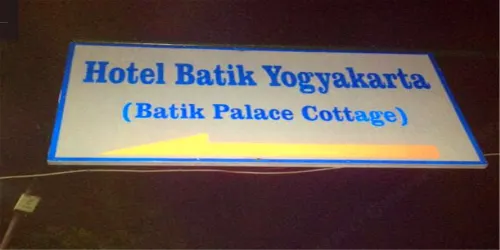 Hotel Batik Yogyakarta
(Batik Palace Cottage)